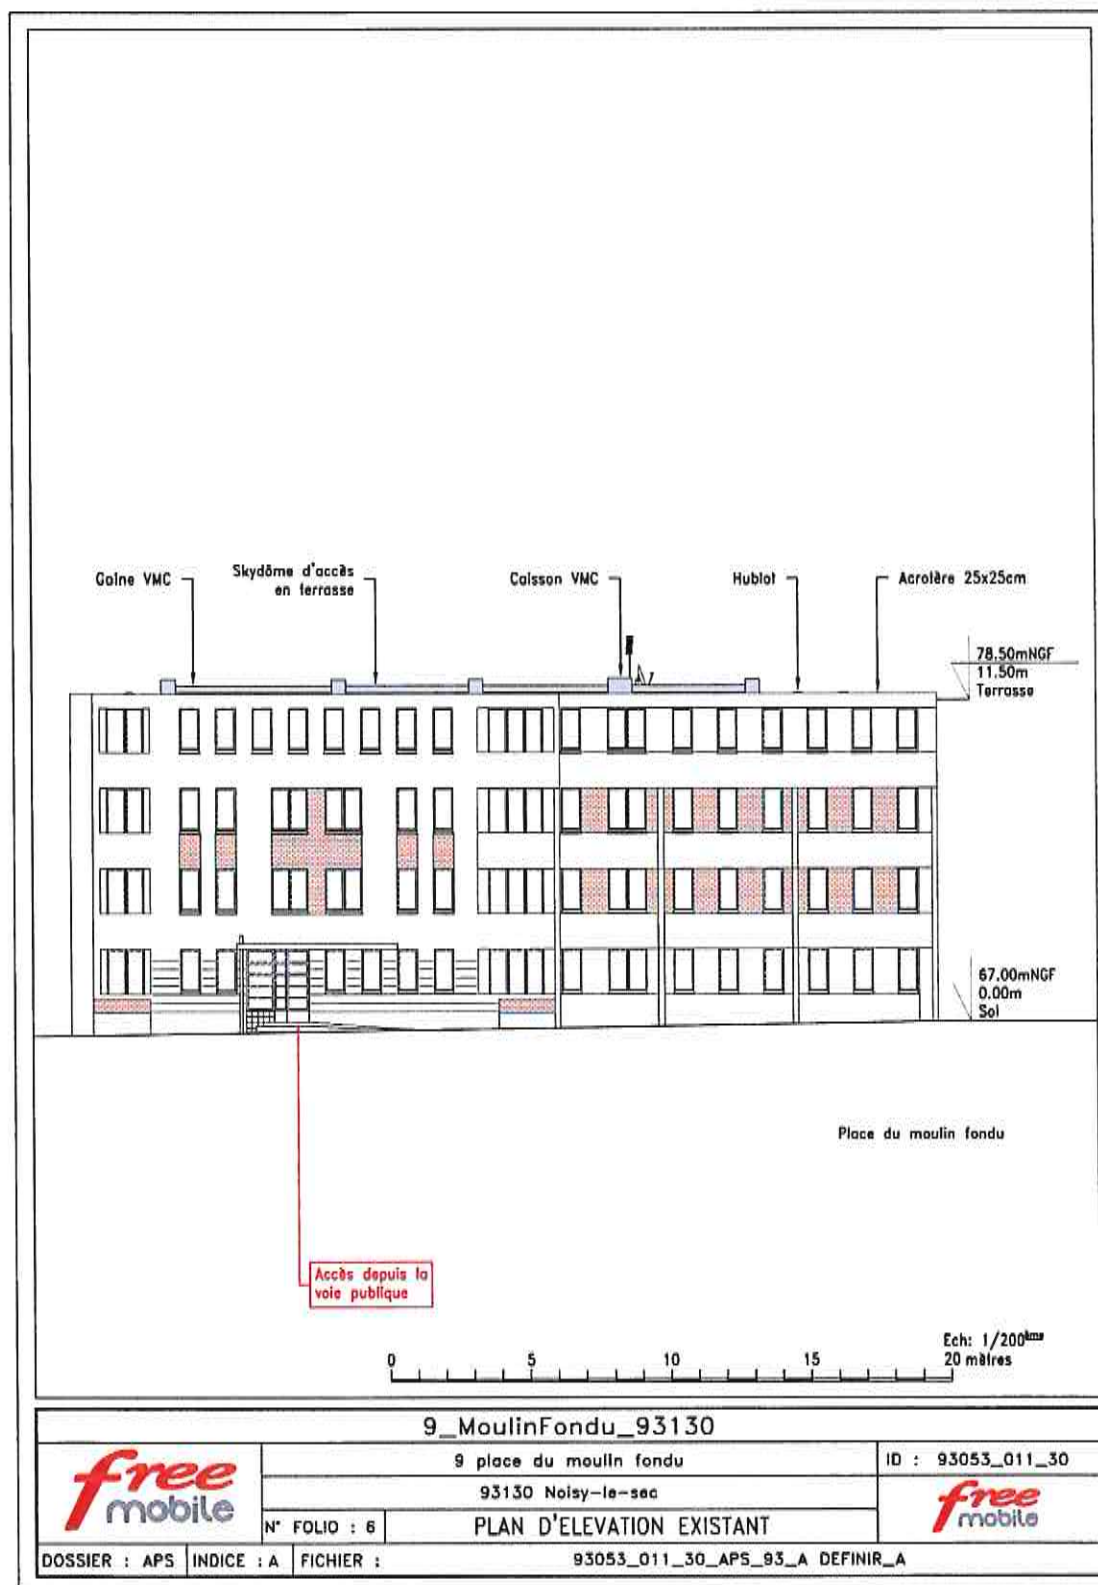 Gaine VMC
Skydôme d'accès
en terrasse
Caisson VMC
Hublot
Acrotère 25x25cm
78.50mNGF
11.50m
Terrasse
67.00mNGF
0.00m
Sol
Place du moulin fondu
Accès depuis la
voie publique
Ech: 1/200ème
0 5 10 15 20 mètres
9_MoulinFondu_93130
free
mobile
9 place du moulin fondu
ID : 93053_011_30
93130 Noisy-le-sec
free
mobile
N° FOLIO : 6
PLAN D'ELEVATION EXISTANT
DOSSIER : APS
INDICE : A
FICHIER :
93053_011_30_APS_93_A DEFINIR_A